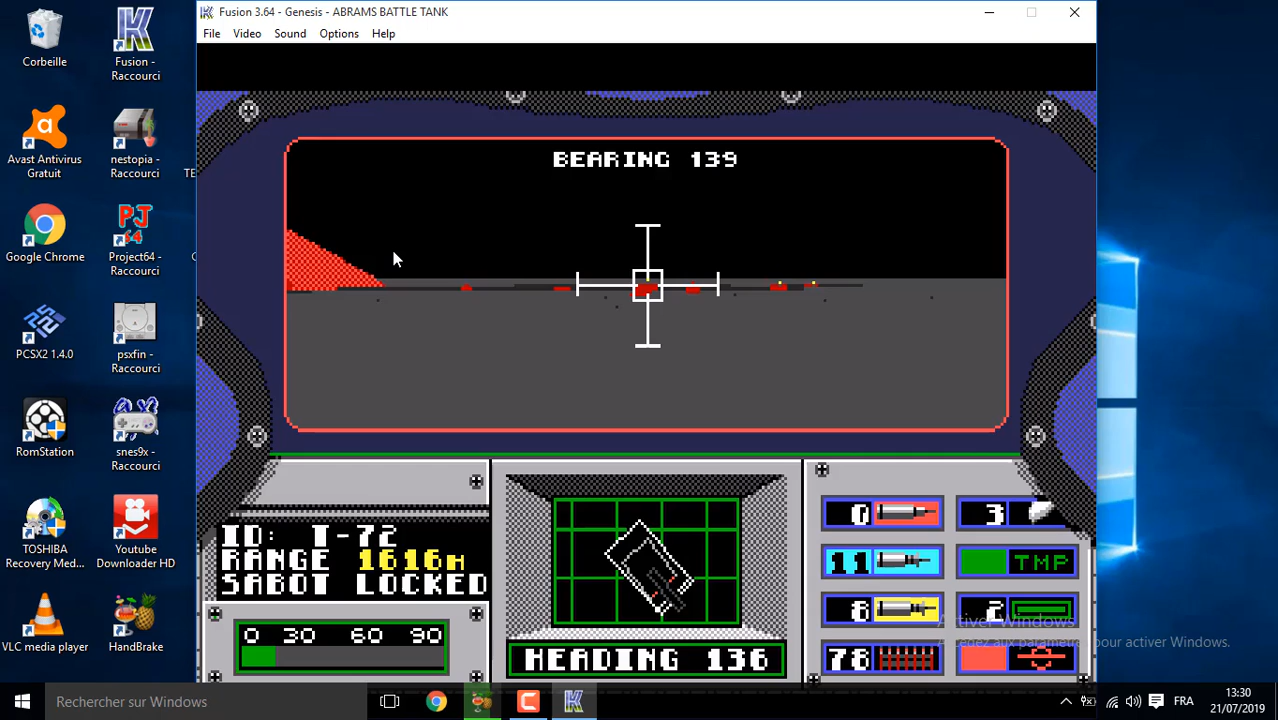 Fusion 3.64 - Genesis - ABRAMS BATTLE TANK
File Video Sound Options Help
Corbeille
Fusion -
Raccourci
Avast Antivirus
Gratuit
nestopia -
Raccourci
TE
Google Chrome
PJ
64
Project64 -
Raccourci
C
PCSX2 1.4.0
psxfin -
Raccourci
RomStation
snes9x -
Raccourci
TOSHIBA
Recovery Med...
Youtube
Downloader HD
VLC media player
HandBrake
BEARING 139
ID: T-72
RANGE 1616M
SABOT LOCKED
0 30 60 90
HEADING 136
0
3
11
TMP
8
2
78
Activer Windows
Accédez aux paramètres pour activer Windows.
Rechercher sur Windows
FRA
13:30
21/07/2019